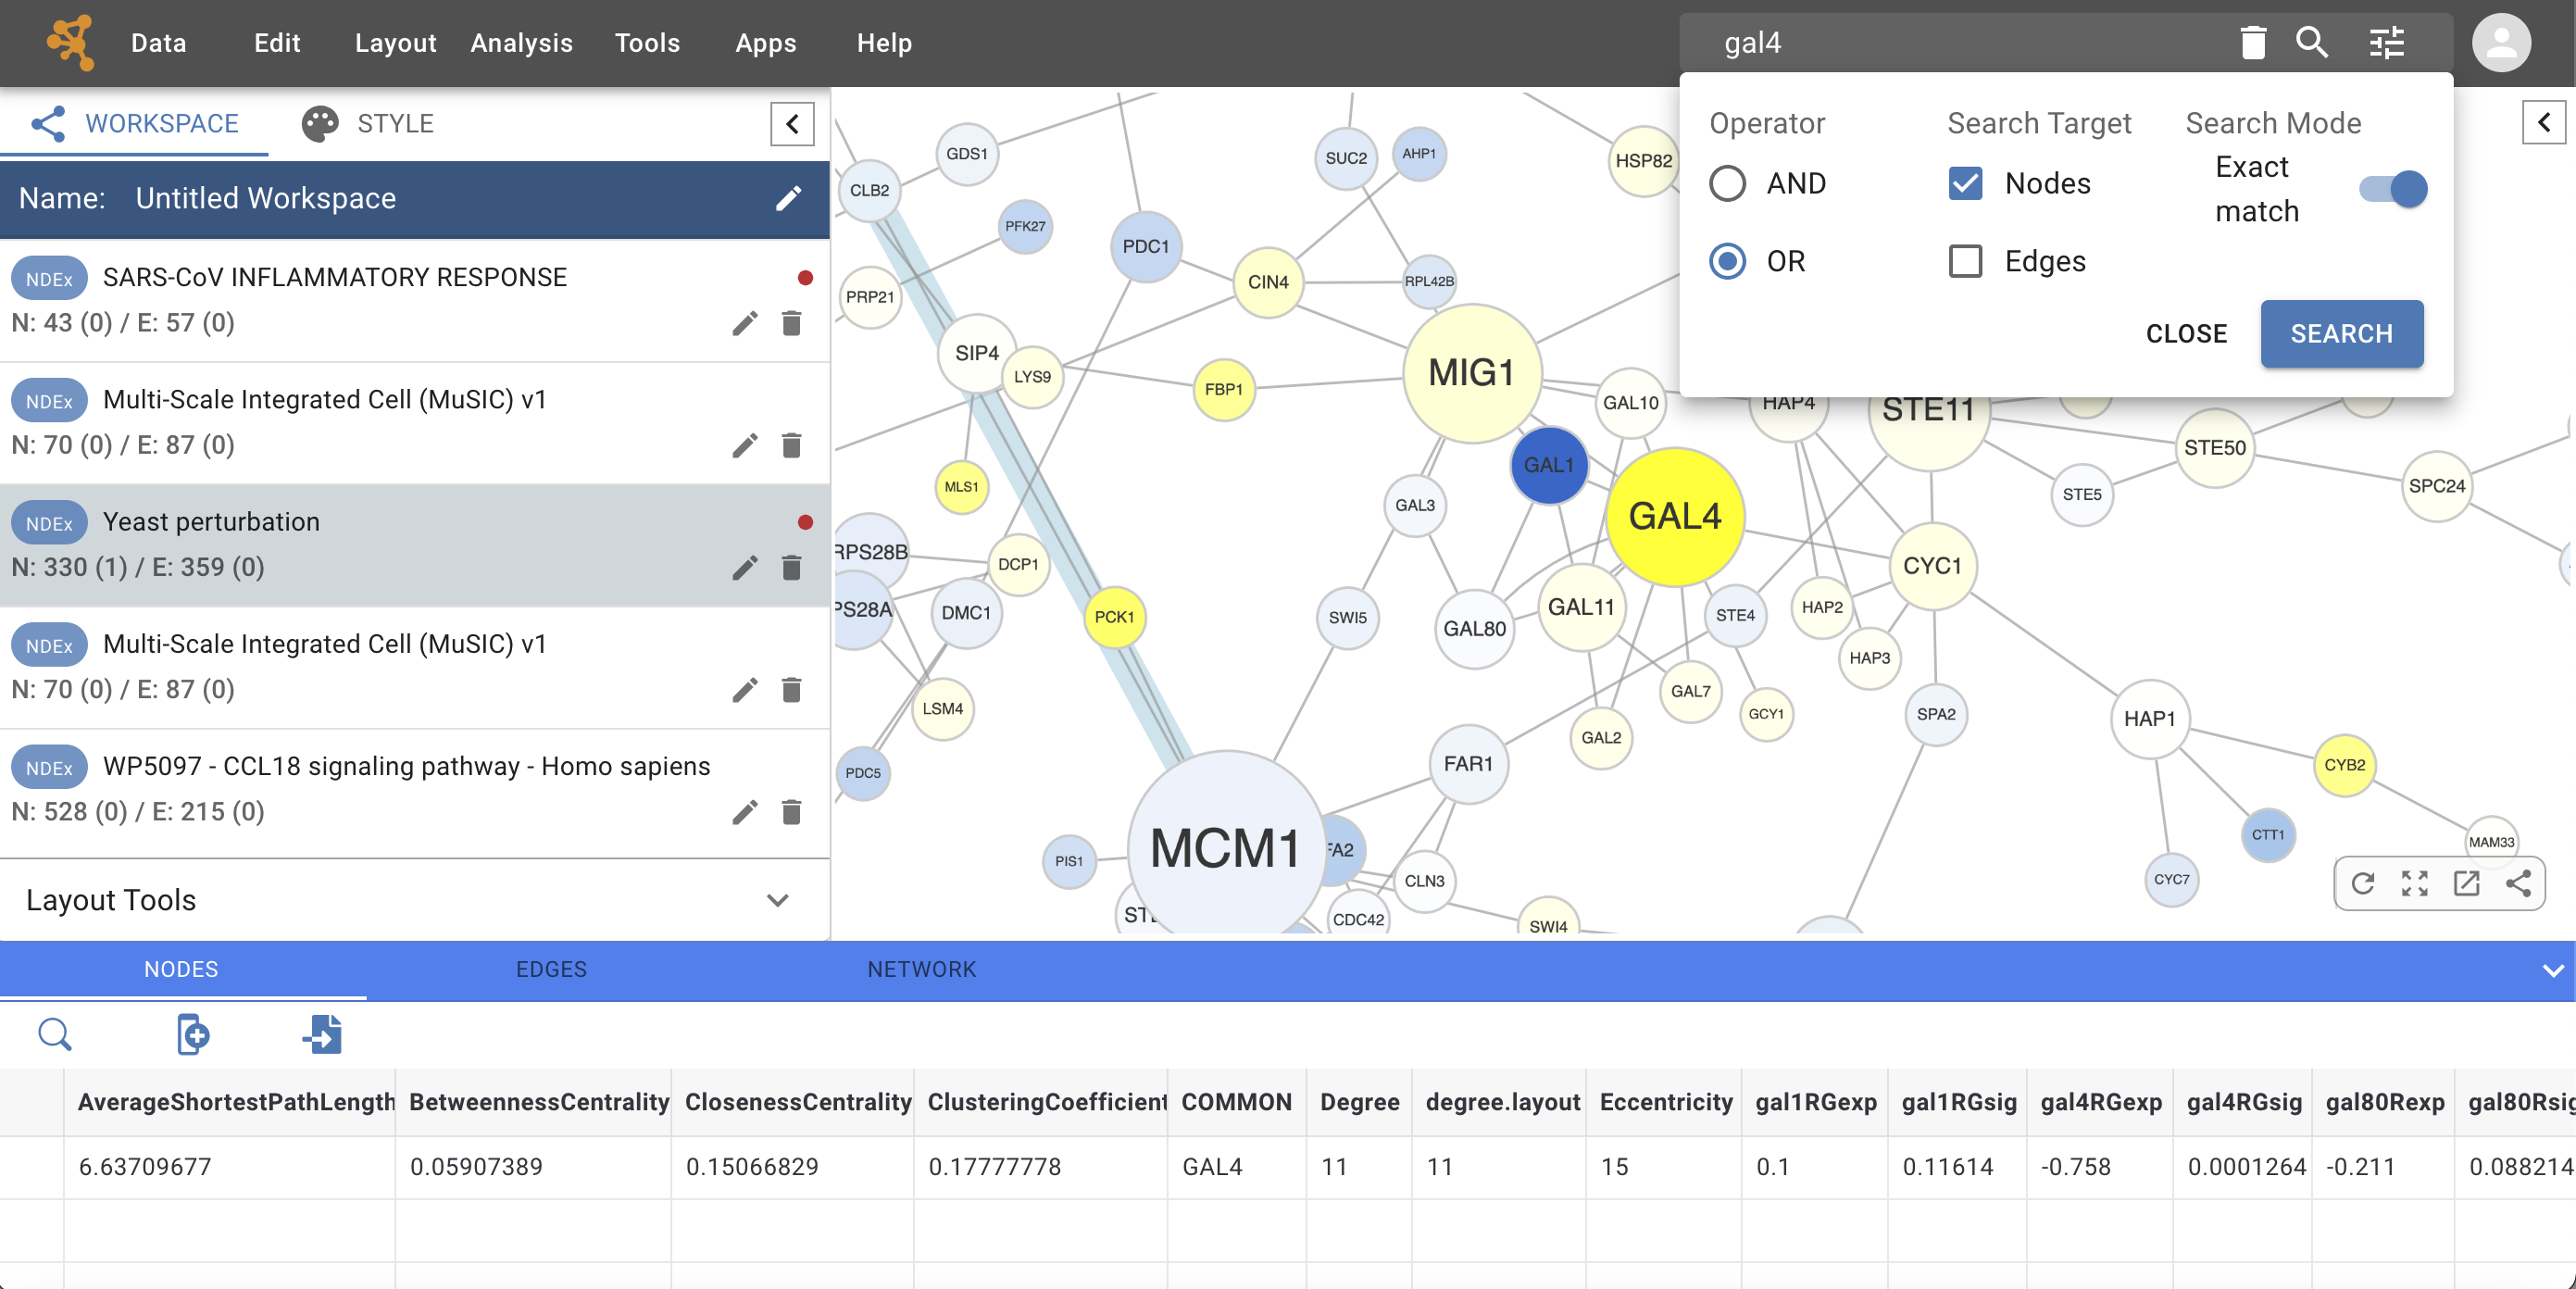 Data Edit Layout Analysis Tools Apps Help gal4
WORKSPACE STYLE
Name: Untitled Workspace
NDEx SARS-CoV INFLAMMATORY RESPONSE
N: 43 (0) / E: 57 (0)
NDEx Multi-Scale Integrated Cell (MuSIC) v1
N: 70 (0) / E: 87 (0)
NDEx Yeast perturbation
N: 330 (1) / E: 359 (0)
NDEx Multi-Scale Integrated Cell (MuSIC) v1
N: 70 (0) / E: 87 (0)
NDEx WP5097 - CCL18 signaling pathway - Homo sapiens
N: 528 (0) / E: 215 (0)
Layout Tools
Operator Search Target Search Mode
AND Nodes Exact match
OR Edges
CLOSE SEARCH
GDS1
SUC2
AHP1
HSP82
CLB2
PFK27
PDC1
CIN4
RPL42B
PRP21
SIP4
LYS9
FBP1
MIG1
GAL10
HAP4
STE11
STE50
GAL1
MLS1
GAL3
GAL4
STE5
SPC24
RPS28B
DCP1
CYC1
PS28A
DMC1
PCK1
SWI5
GAL80
GAL11
STE4
HAP2
HAP3
LSM4
GAL7
GCY1
SPA2
HAP1
GAL2
FAR1
PDC5
CYB2
MCM1
FA2
PIS1
CLN3
CTT1
MAM33
CYC7
CDC42
SWI4
NODES EDGES NETWORK
AverageShortestPathLength BetweennessCentrality ClosenessCentrality ClusteringCoefficient COMMON Degree degree.layout Eccentricity gal1RGexp gal1RGsig gal4RGexp gal4RGsig gal80Rexp gal80Rsig
6.63709677 0.05907389 0.15066829 0.17777778 GAL4 11 11 15 0.1 0.11614 -0.758 0.0001264 -0.211 0.088214